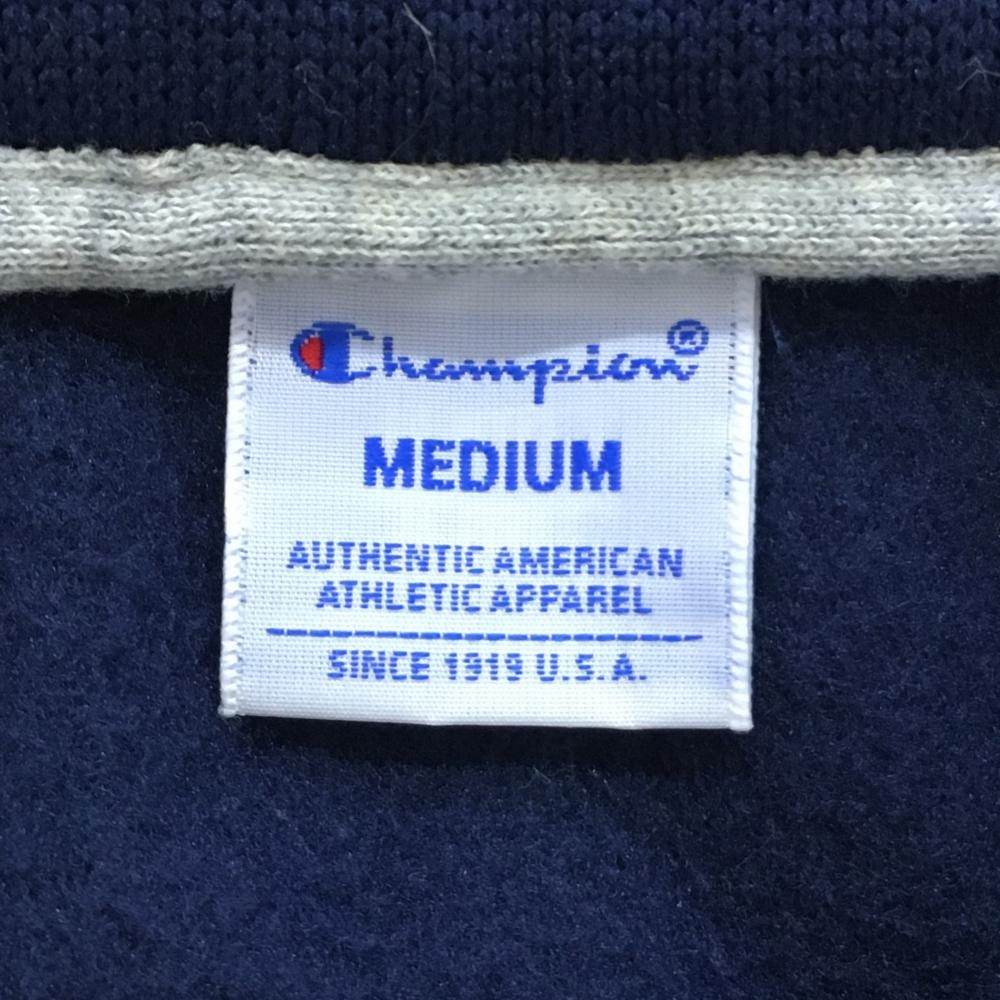 Champion®
MEDIUM
AUTHENTIC AMERICAN
ATHLETIC APPAREL
SINCE 1919 U.S.A.